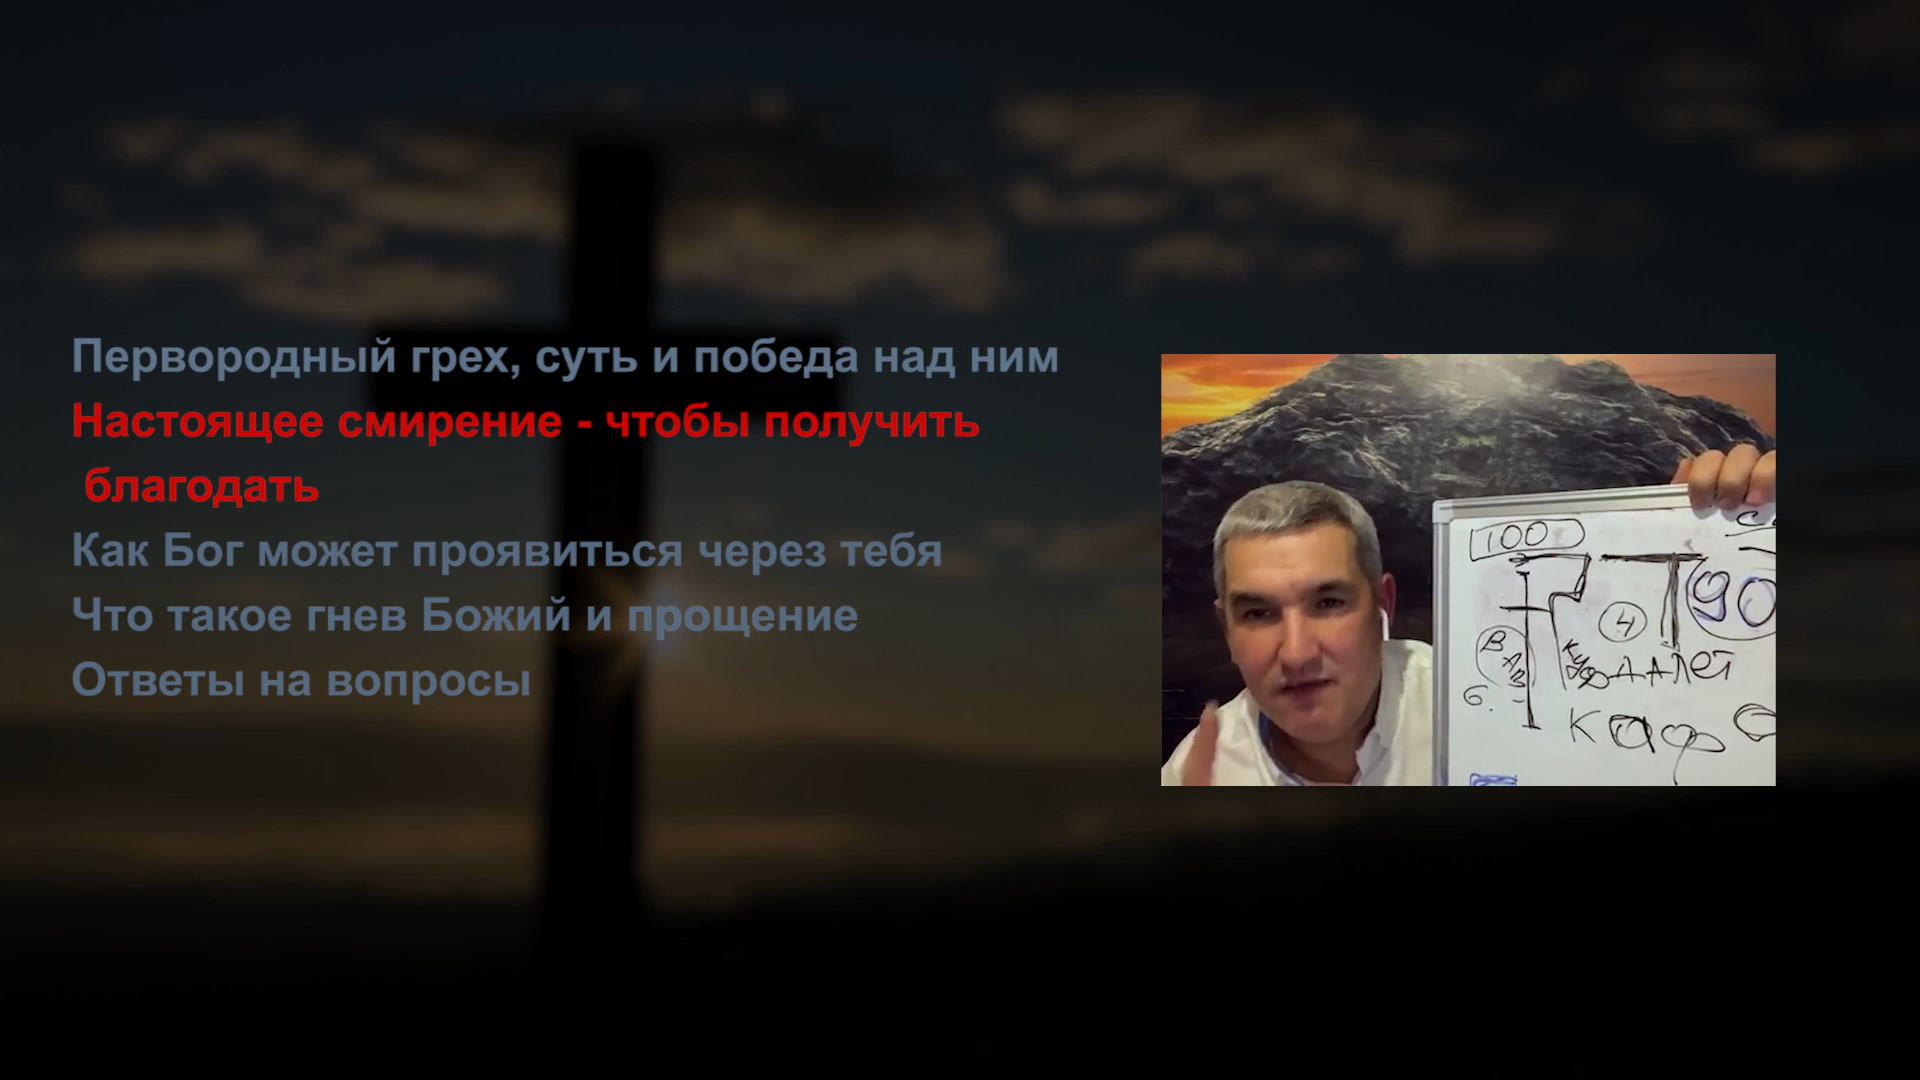 Первородный грех, суть и победа над ним
Настоящее смирение - чтобы получить
благодать
Как Бог может проявиться через тебя
Что такое гнев Божий и прощение
Ответы на вопросы
100
90
4
ДАЛЕТ
каф